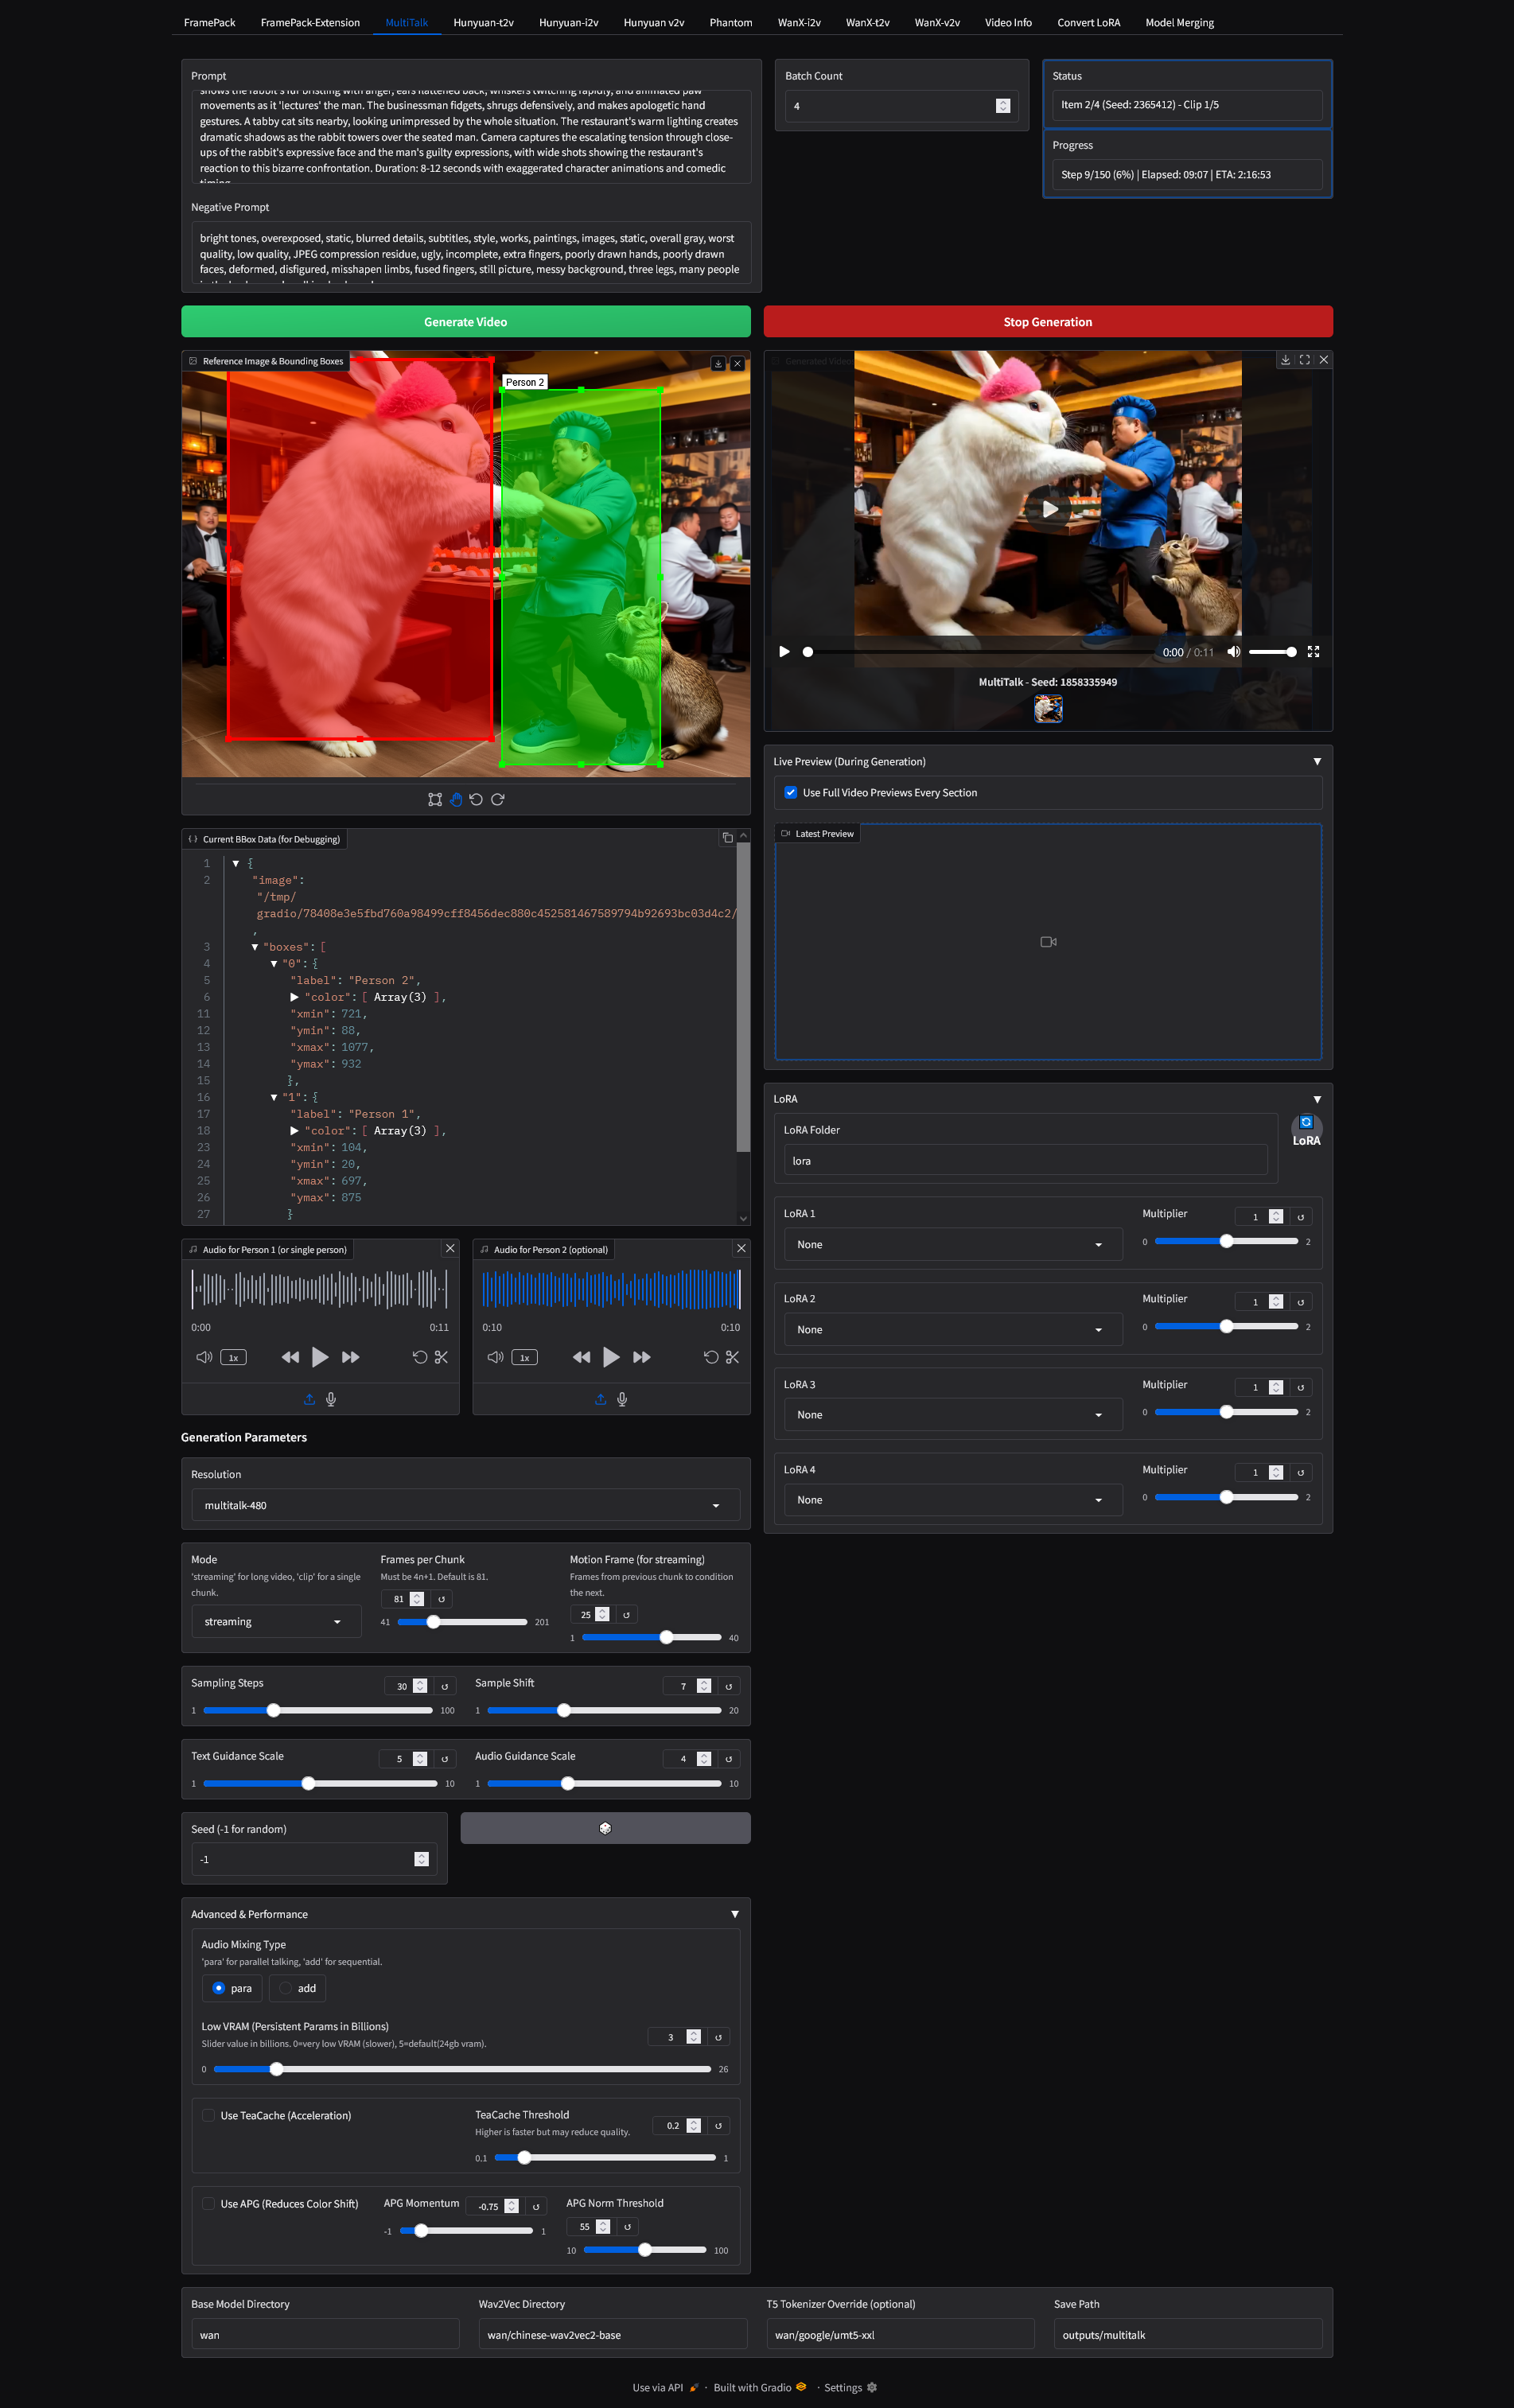 FramePack
FramePack-Extension
MultiTalk
Hunyuan-t2v
Hunyuan-i2v
Hunyuan v2v
Phantom
WanX-i2v
WanX-t2v
WanX-v2v
Video Info
Convert LoRA
Model Merging
Prompt
shows the rabbit's fur bristling with anger, ears flattened back, whiskers twitching rapidly, and animated paw
movements as it 'lectures' the man. The businessman fidgets, shrugs defensively, and makes apologetic hand
gestures. A tabby cat sits nearby, looking unimpressed by the whole situation. The restaurant's warm lighting creates
dramatic shadows as the rabbit towers over the seated man. Camera captures the escalating tension through close-
ups of the rabbit's expressive face and the man's guilty expressions, with wide shots showing the restaurant's
reaction to this bizarre confrontation. Duration: 8-12 seconds with exaggerated character animations and comedic
timing.
Negative Prompt
bright tones, overexposed, static, blurred details, subtitles, style, works, paintings, images, static, overall gray, worst
quality, low quality, JPEG compression residue, ugly, incomplete, extra fingers, poorly drawn hands, poorly drawn
faces, deformed, disfigured, misshapen limbs, fused fingers, still picture, messy background, three legs, many people
Batch Count
4
Status
Item 2/4 (Seed: 2365412) - Clip 1/5
Progress
Step 9/150 (6%) | Elapsed: 09:07 | ETA: 2:16:53
Generate Video
Stop Generation
Reference Image & Bounding Boxes
Person 2
Generated Videos
0:00 / 0:11
MultiTalk - Seed: 1858335949
Live Preview (During Generation)
Use Full Video Previews Every Section
Latest Preview
Current BBox Data (for Debugging)
1 {
2 "image":
"/tmp/
gradio/78408e3e5fbd760a98499cff8456dec880c452581467589794b92693bc03d4c2/
,
3 "boxes": [
4 "0": {
5 "label": "Person 2",
6 "color": [ Array(3) ],
11 "xmin": 721,
12 "ymin": 88,
13 "xmax": 1077,
14 "ymax": 932
15 },
16 "1": {
17 "label": "Person 1",
18 "color": [ Array(3) ],
23 "xmin": 104,
24 "ymin": 20,
25 "xmax": 697,
26 "ymax": 875
27 }
LoRA
LoRA Folder
lora
LoRA
LoRA 1
None
Multiplier
1
0 2
LoRA 2
None
Multiplier
1
0 2
LoRA 3
None
Multiplier
1
0 2
LoRA 4
None
Multiplier
1
0 2
Audio for Person 1 (or single person)
0:00 0:11
1x
Audio for Person 2 (optional)
0:10 0:10
1x
Generation Parameters
Resolution
multitalk-480
Mode
'streaming' for long video, 'clip' for a single
chunk.
streaming
Frames per Chunk
Must be 4n+1. Default is 81.
81
41 201
Motion Frame (for streaming)
Frames from previous chunk to condition
the next.
25
1 40
Sampling Steps
30
1 100
Sample Shift
7
1 20
Text Guidance Scale
5
1 10
Audio Guidance Scale
4
1 10
Seed (-1 for random)
-1
Advanced & Performance
Audio Mixing Type
'para' for parallel talking, 'add' for sequential.
para
add
Low VRAM (Persistent Params in Billions)
Slider value in billions. 0=very low VRAM (slower), 5=default(24gb vram).
3
0 26
Use TeaCache (Acceleration)
TeaCache Threshold
Higher is faster but may reduce quality.
0.2
0.1 1
Use APG (Reduces Color Shift)
APG Momentum
-0.75
-1 1
APG Norm Threshold
55
10 100
Base Model Directory
wan
Wav2Vec Directory
wan/chinese-wav2vec2-base
T5 Tokenizer Override (optional)
wan/google/umt5-xxl
Save Path
outputs/multitalk
Use via API · Built with Gradio · Settings